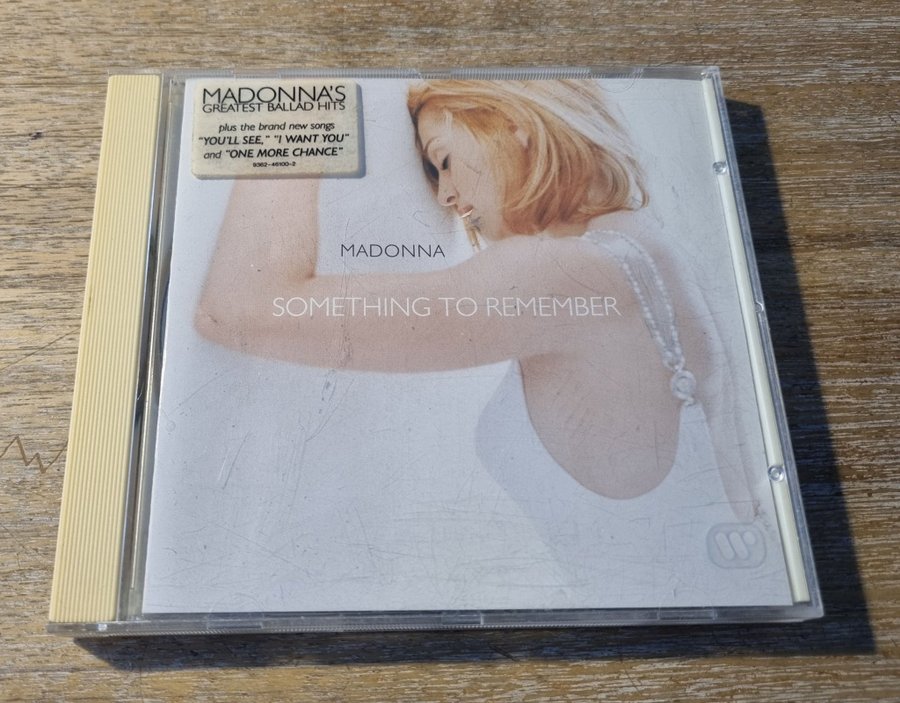 MADONNA'S
GREATEST BALLAD HITS
plus the brand new songs
"YOU'LL SEE," "I WANT YOU"
and "ONE MORE CHANCE"
9362-46100-2
MADONNA
SOMETHING TO REMEMBER